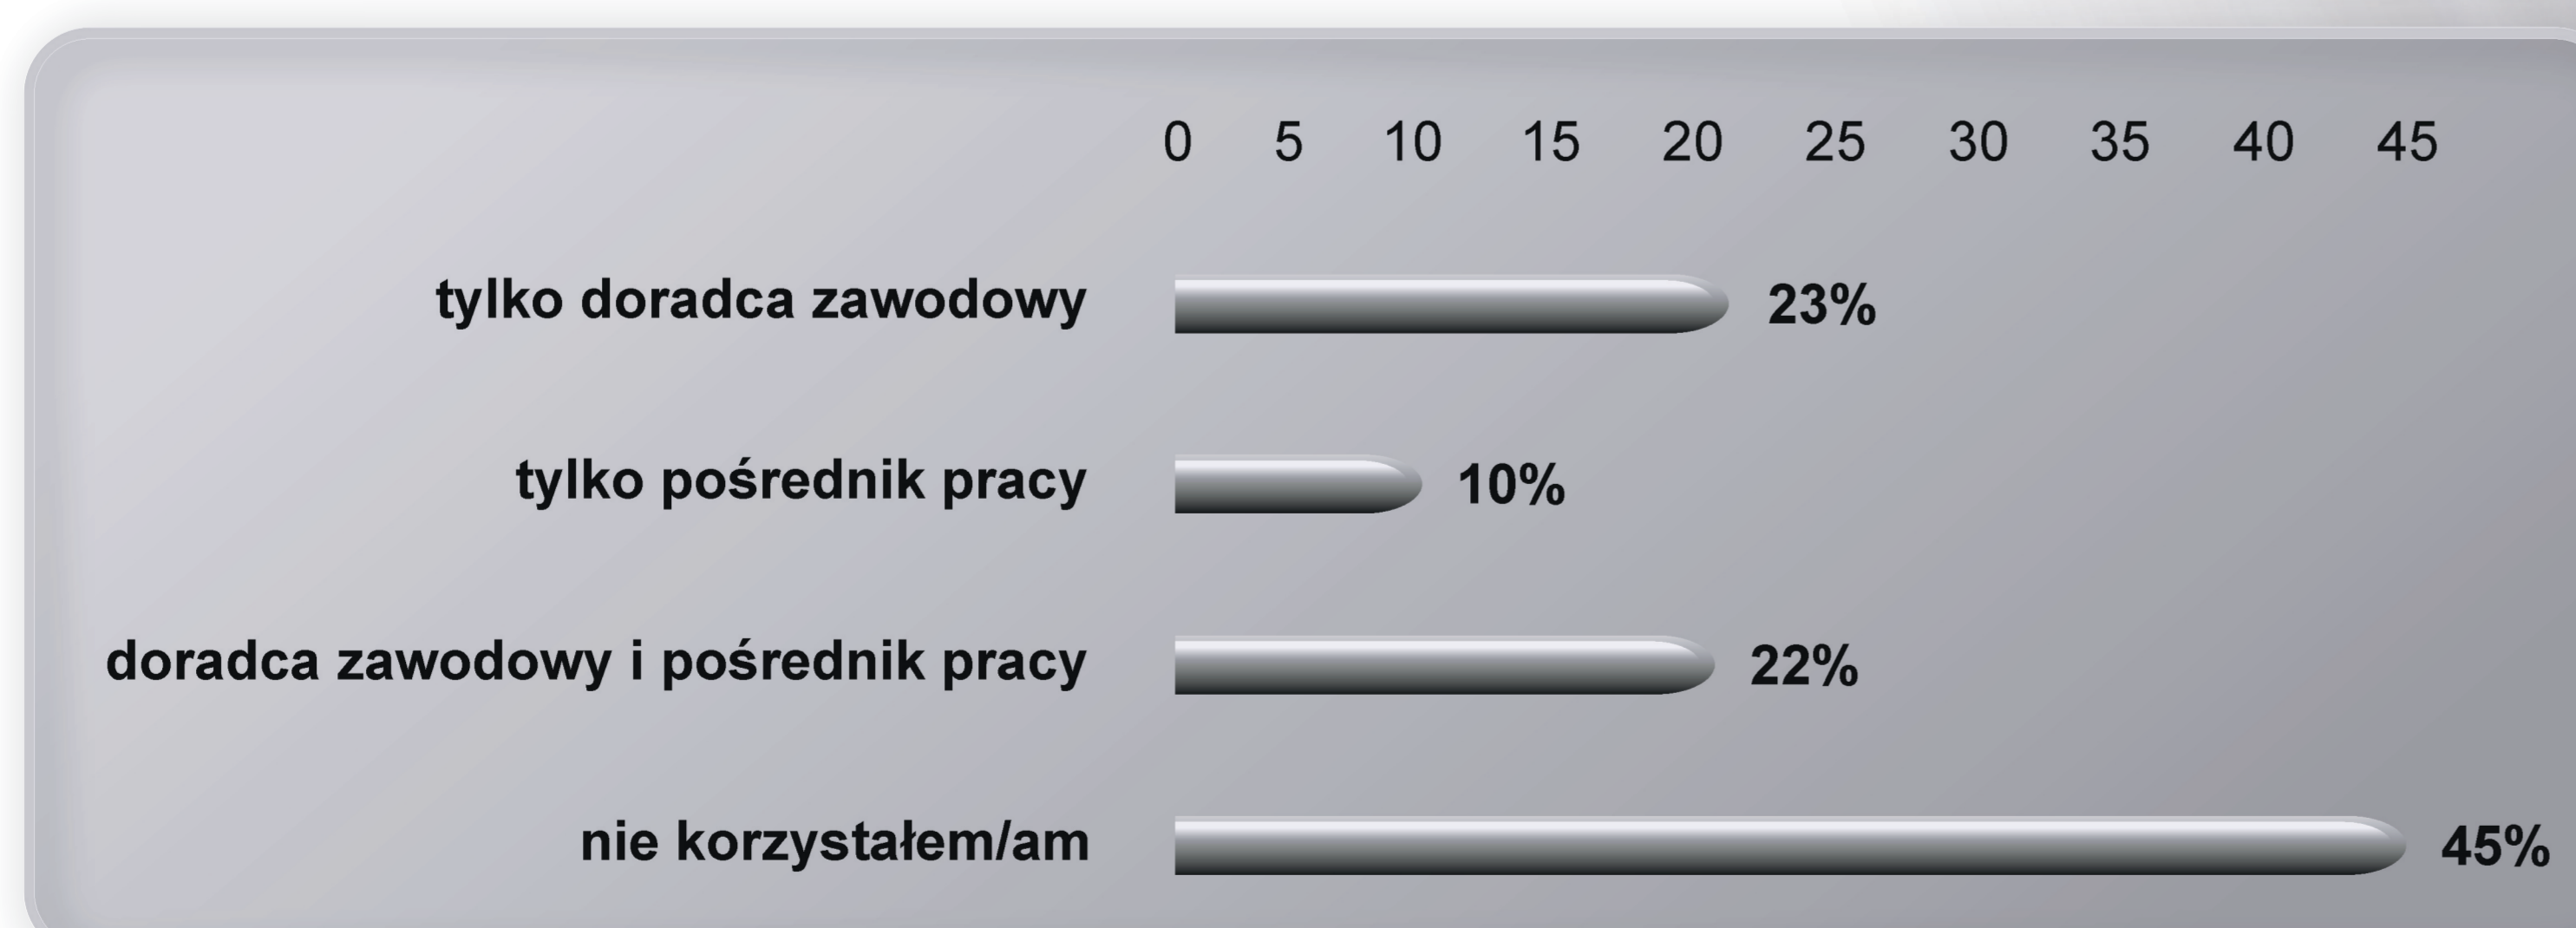 0 5 10 15 20 25 30 35 40 45
tylko doradca zawodowy 23%
tylko pośrednik pracy 10%
doradca zawodowy i pośrednik pracy 22%
nie korzystałem/am 45%